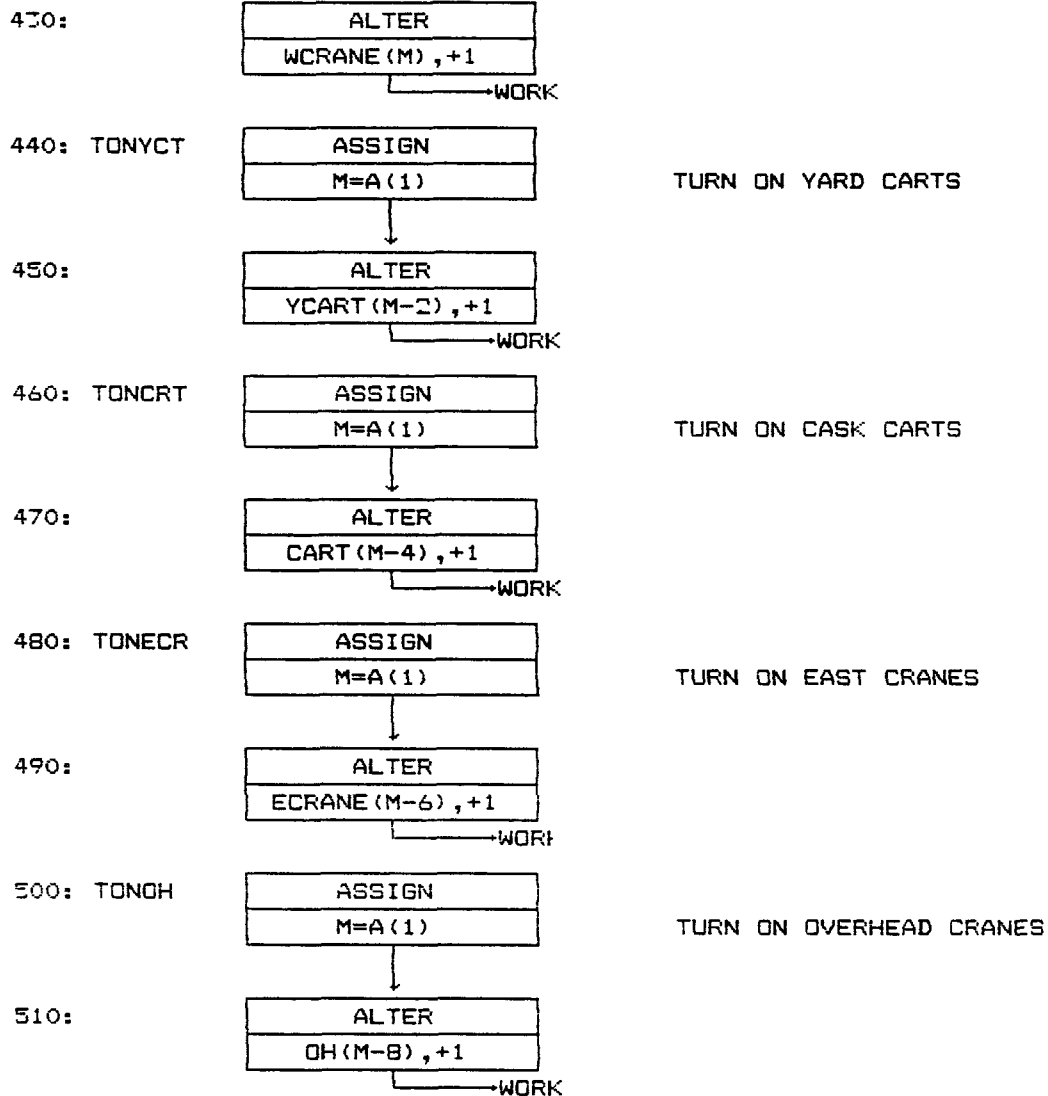 430: ALTER
WCRANE(M),+1
WORK
440: TONYCT ASSIGN
M=A(1) TURN ON YARD CARTS
450: ALTER
YCART(M-2),+1
WORK
460: TONCRT ASSIGN
M=A(1) TURN ON CASK CARTS
470: ALTER
CART(M-4),+1
WORK
480: TONECR ASSIGN
M=A(1) TURN ON EAST CRANES
490: ALTER
ECRANE(M-6),+1
WORK
500: TONOH ASSIGN
M=A(1) TURN ON OVERHEAD CRANES
510: ALTER
OH(M-8),+1
WORK